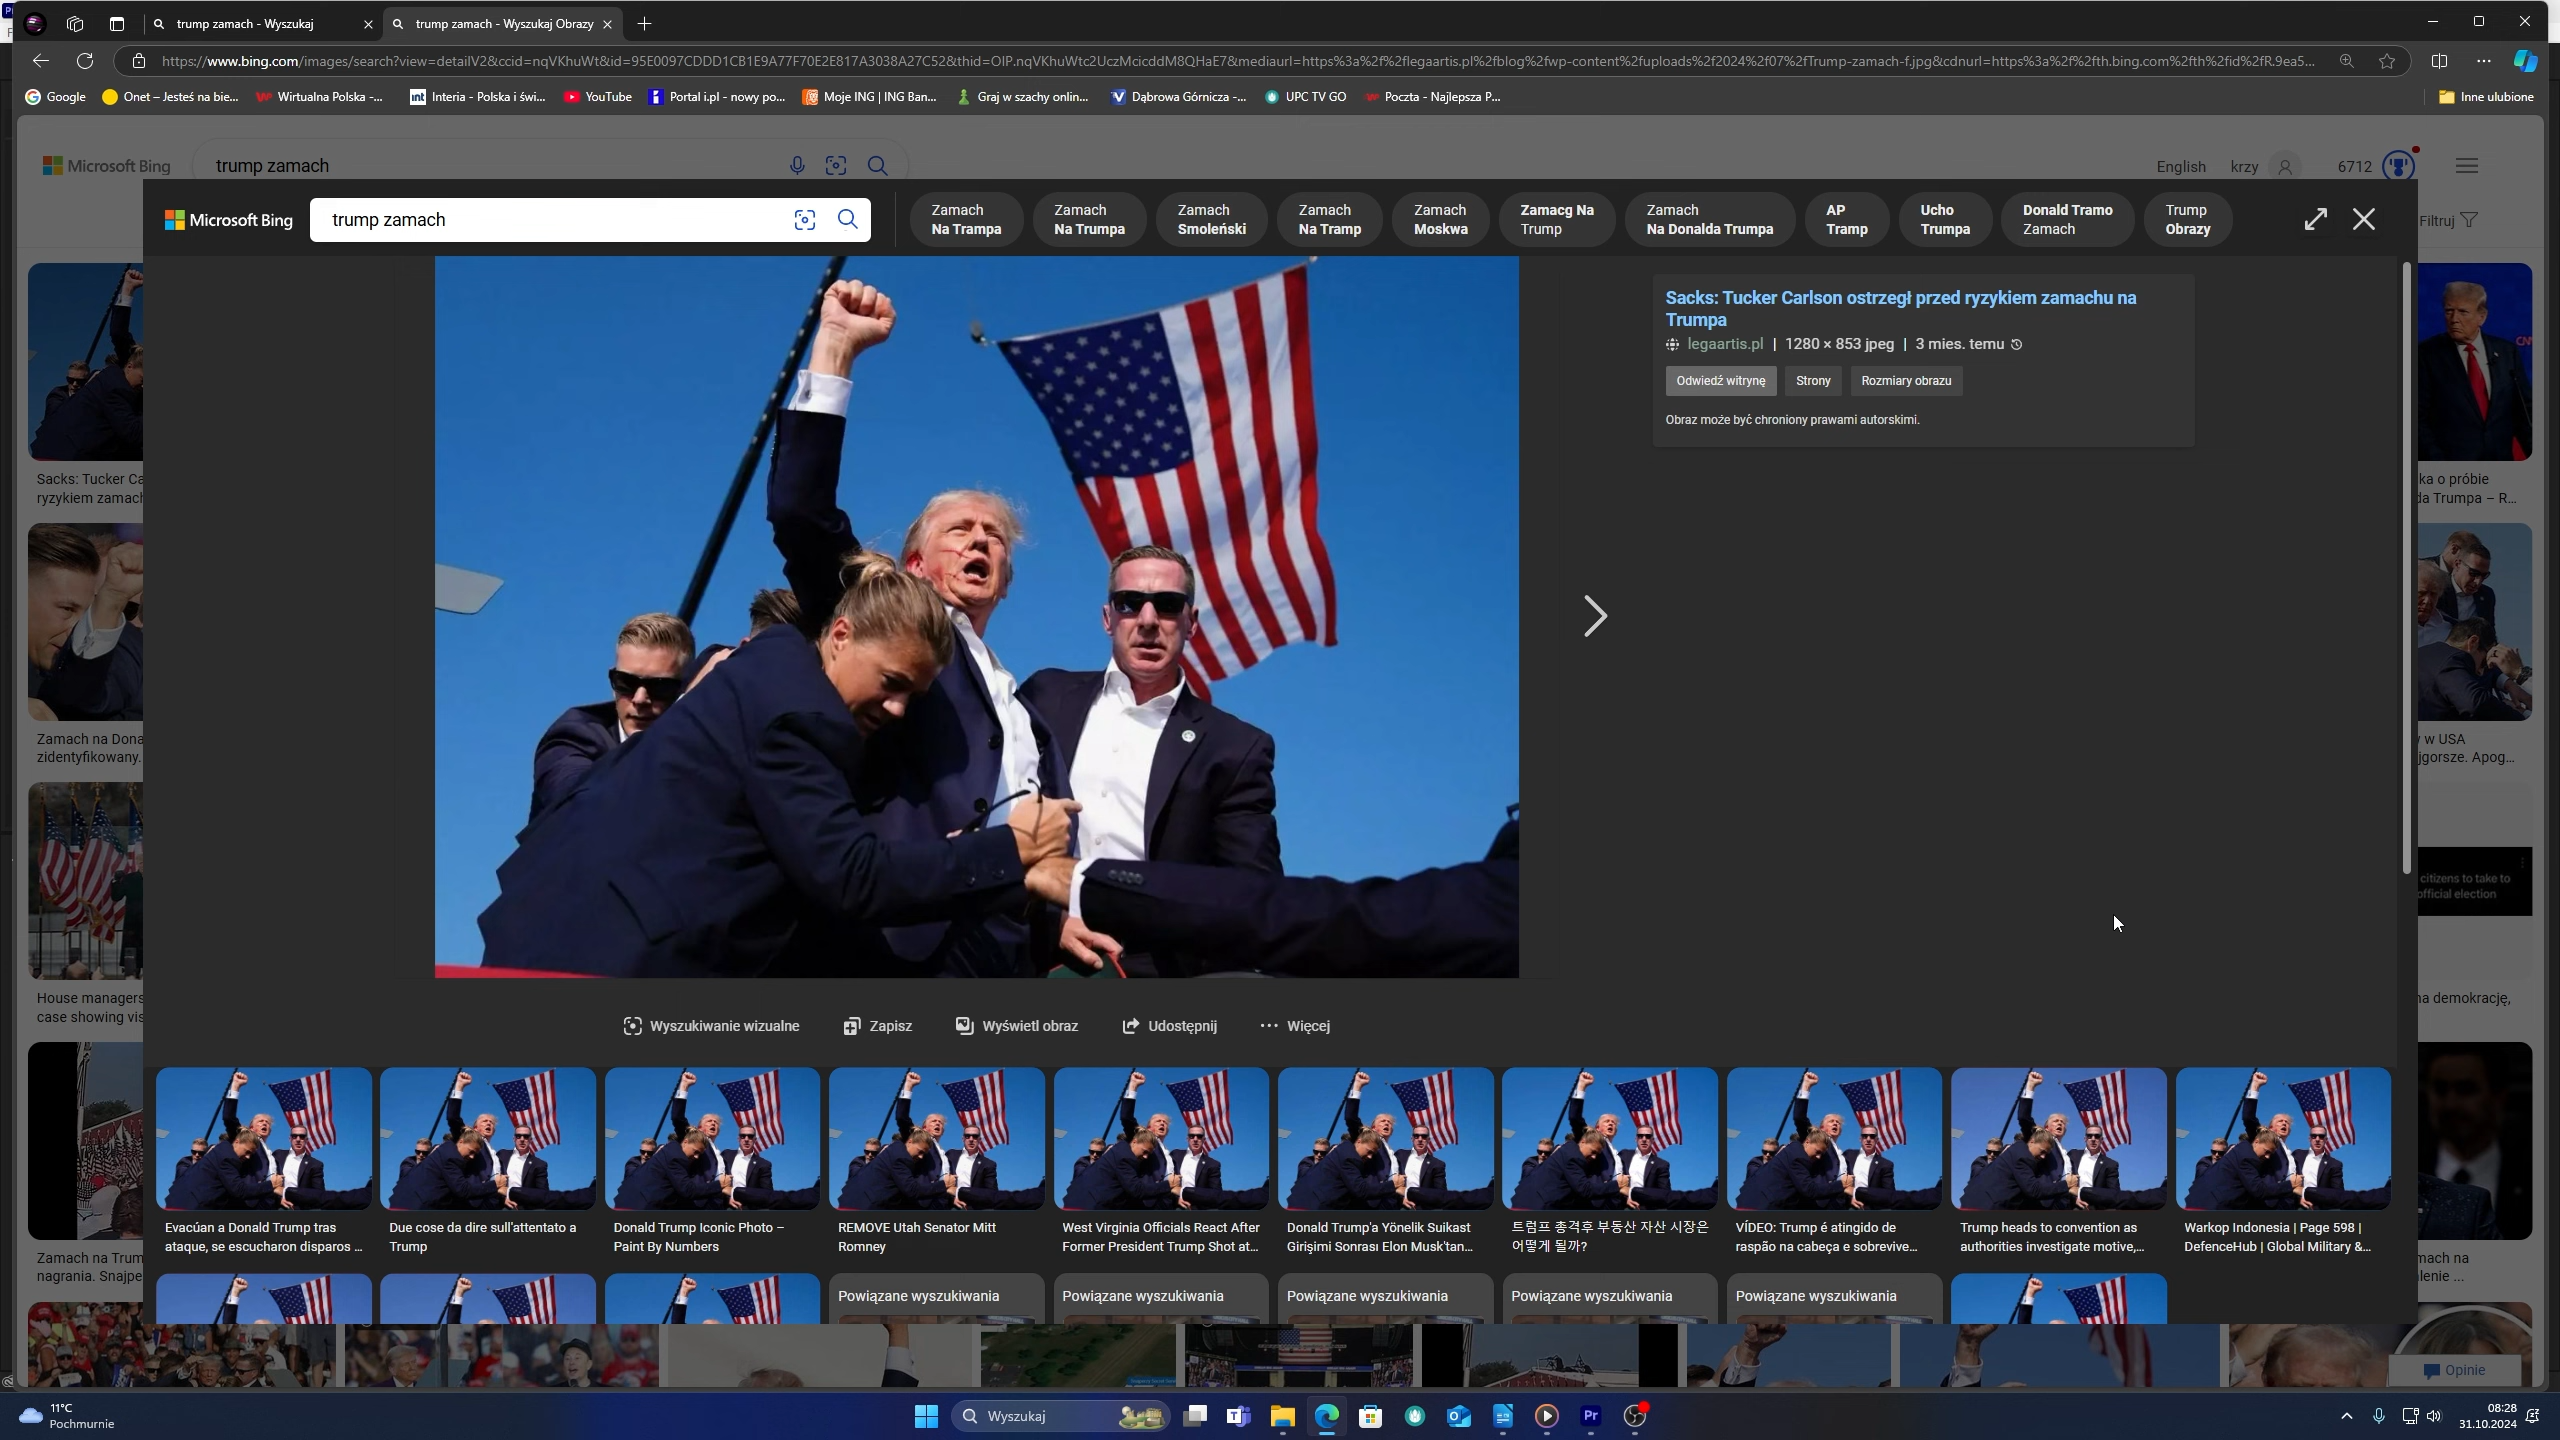 trump zamach - Wyszukaj
trump zamach - Wyszukaj Obrazy
https://www.bing.com/images/search?view=detailV2&ccid=nqVKhuWt&id=95E0097CDDD1CB1E9A77F70E2E817A3038A27C52&thid=OIP.nqVKhuWtc2UczMcicddM8QHaE7&mediaurl=https%3a%2f%2flegaartis.pl%2fblog%2fwp-content%2fuploads%2f2024%2f07%2fTrump-zamach-f.jpg&cdnurl=https%3a%2f%2fth.bing.com%2fth%2fid%2fR.9ea5...
Google
Onet – Jesteś na bie...
Wirtualna Polska -...
Interia - Polska i świ...
YouTube
Portal i.pl - nowy po...
Moje ING | ING Ban...
Graj w szachy onlin...
Dąbrowa Górnicza -...
UPC TV GO
Poczta - Najlepsza P...
Inne ulubione
Microsoft Bing
trump zamach
English
krzy
6712
Microsoft Bing
trump zamach
Zamach
Na Trampa
Zamach
Na Trumpa
Zamach
Smoleński
Zamach
Na Tramp
Zamach
Moskwa
Zamacg Na
Trump
Zamach
Na Donalda Trumpa
AP
Tramp
Ucho
Trumpa
Donald Tramo
Zamach
Trump
Obrazy
Filtruj
Sacks: Tucker Carlson ostrzegł przed ryzykiem zamachu na
Trumpa
legaartis.pl | 1280 × 853 jpeg | 3 mies. temu
Odwiedź witrynę
Strony
Rozmiary obrazu
Obraz może być chroniony prawami autorskimi.
CNN
Sacks: Tucker Ca
ryzykiem zamach
ka o próbie
da Trumpa – R...
Zamach na Dona
zidentyfikowany.
w USA
jgorsze. Apog...
citizens to take to
official election
House managers
case showing vis
na demokrację,
Wyszukiwanie wizualne
Zapisz
Wyświetl obraz
Udostępnij
Więcej
Evacúan a Donald Trump tras
ataque, se escucharon disparos ...
Due cose da dire sull'attentato a
Trump
Donald Trump Iconic Photo –
Paint By Numbers
REMOVE Utah Senator Mitt
Romney
West Virginia Officials React After
Former President Trump Shot at...
Donald Trump'a Yönelik Suikast
Girişimi Sonrası Elon Musk'tan...
트럼프 총격후 부동산 자산 시장은
어떻게 될까?
VÍDEO: Trump é atingido de
raspão na cabeça e sobrevive...
Trump heads to convention as
authorities investigate motive,...
Warkop Indonesia | Page 598 |
DefenceHub | Global Military &...
Zamach na Trum
nagrania. Snajpe
mach na
lenie ...
Powiązane wyszukiwania
Powiązane wyszukiwania
Powiązane wyszukiwania
Powiązane wyszukiwania
Powiązane wyszukiwania
Opinie
11°C
Pochmurnie
Wyszukaj
Pr
08:28
31.10.2024